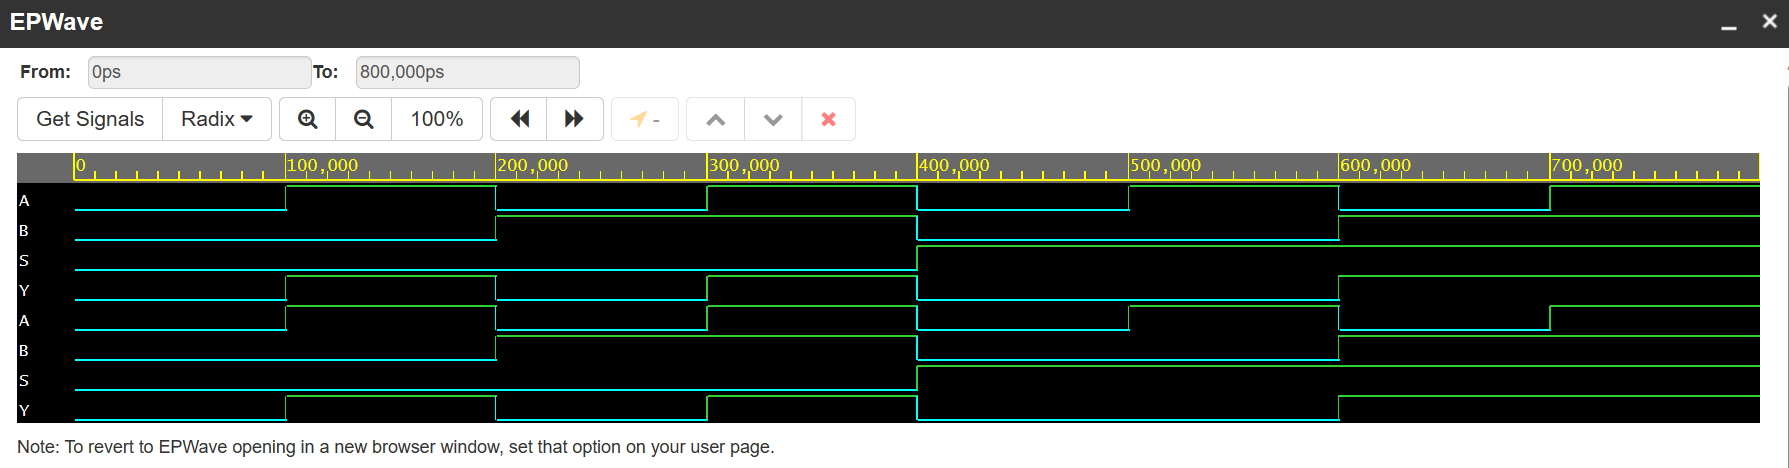 EPWave
From: 0ps To: 800,000ps
Get Signals Radix 100% -
0 100,000 200,000 300,000 400,000 500,000 600,000 700,000
A
B
S
Y
A
B
S
Y
Note: To revert to EPWave opening in a new browser window, set that option on your user page.